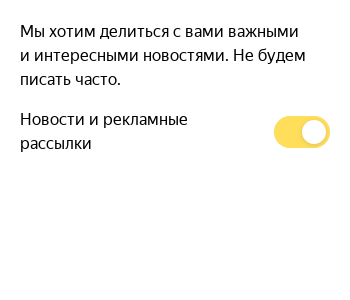 Мы хотим делиться с вами важными
и интересными новостями. Не будем
писать часто.
Новости и рекламные
рассылки